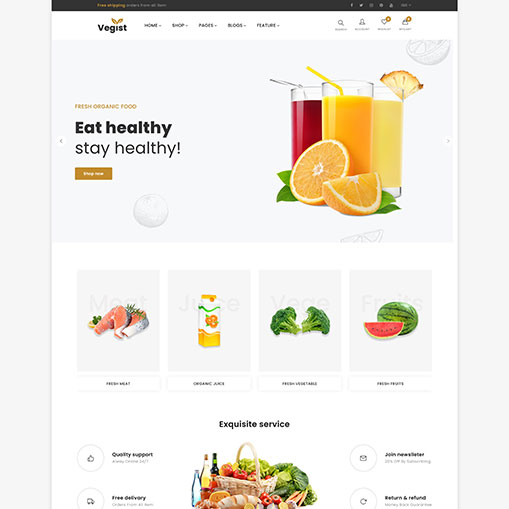 Free shipping orders from all item
Vegist
HOME
SHOP
PAGES
BLOGS
FEATURE
SEARCH
ACCOUNT
WISHLIST
FRESH ORGANIC FOOD
Eat healthy
stay healthy!
Shop now
Meat
Juice
Vege
Fruits
FRESH MEAT
ORGANIC JUICE
FRESH VEGETABLE
FRESH FRUITS
Exquisite service
Quality support
Alway Online 24/7
Join newslleter
20% Off By Subscribing
Free delivary
Orders From All Item
Return & refund
Money Back Guarantee